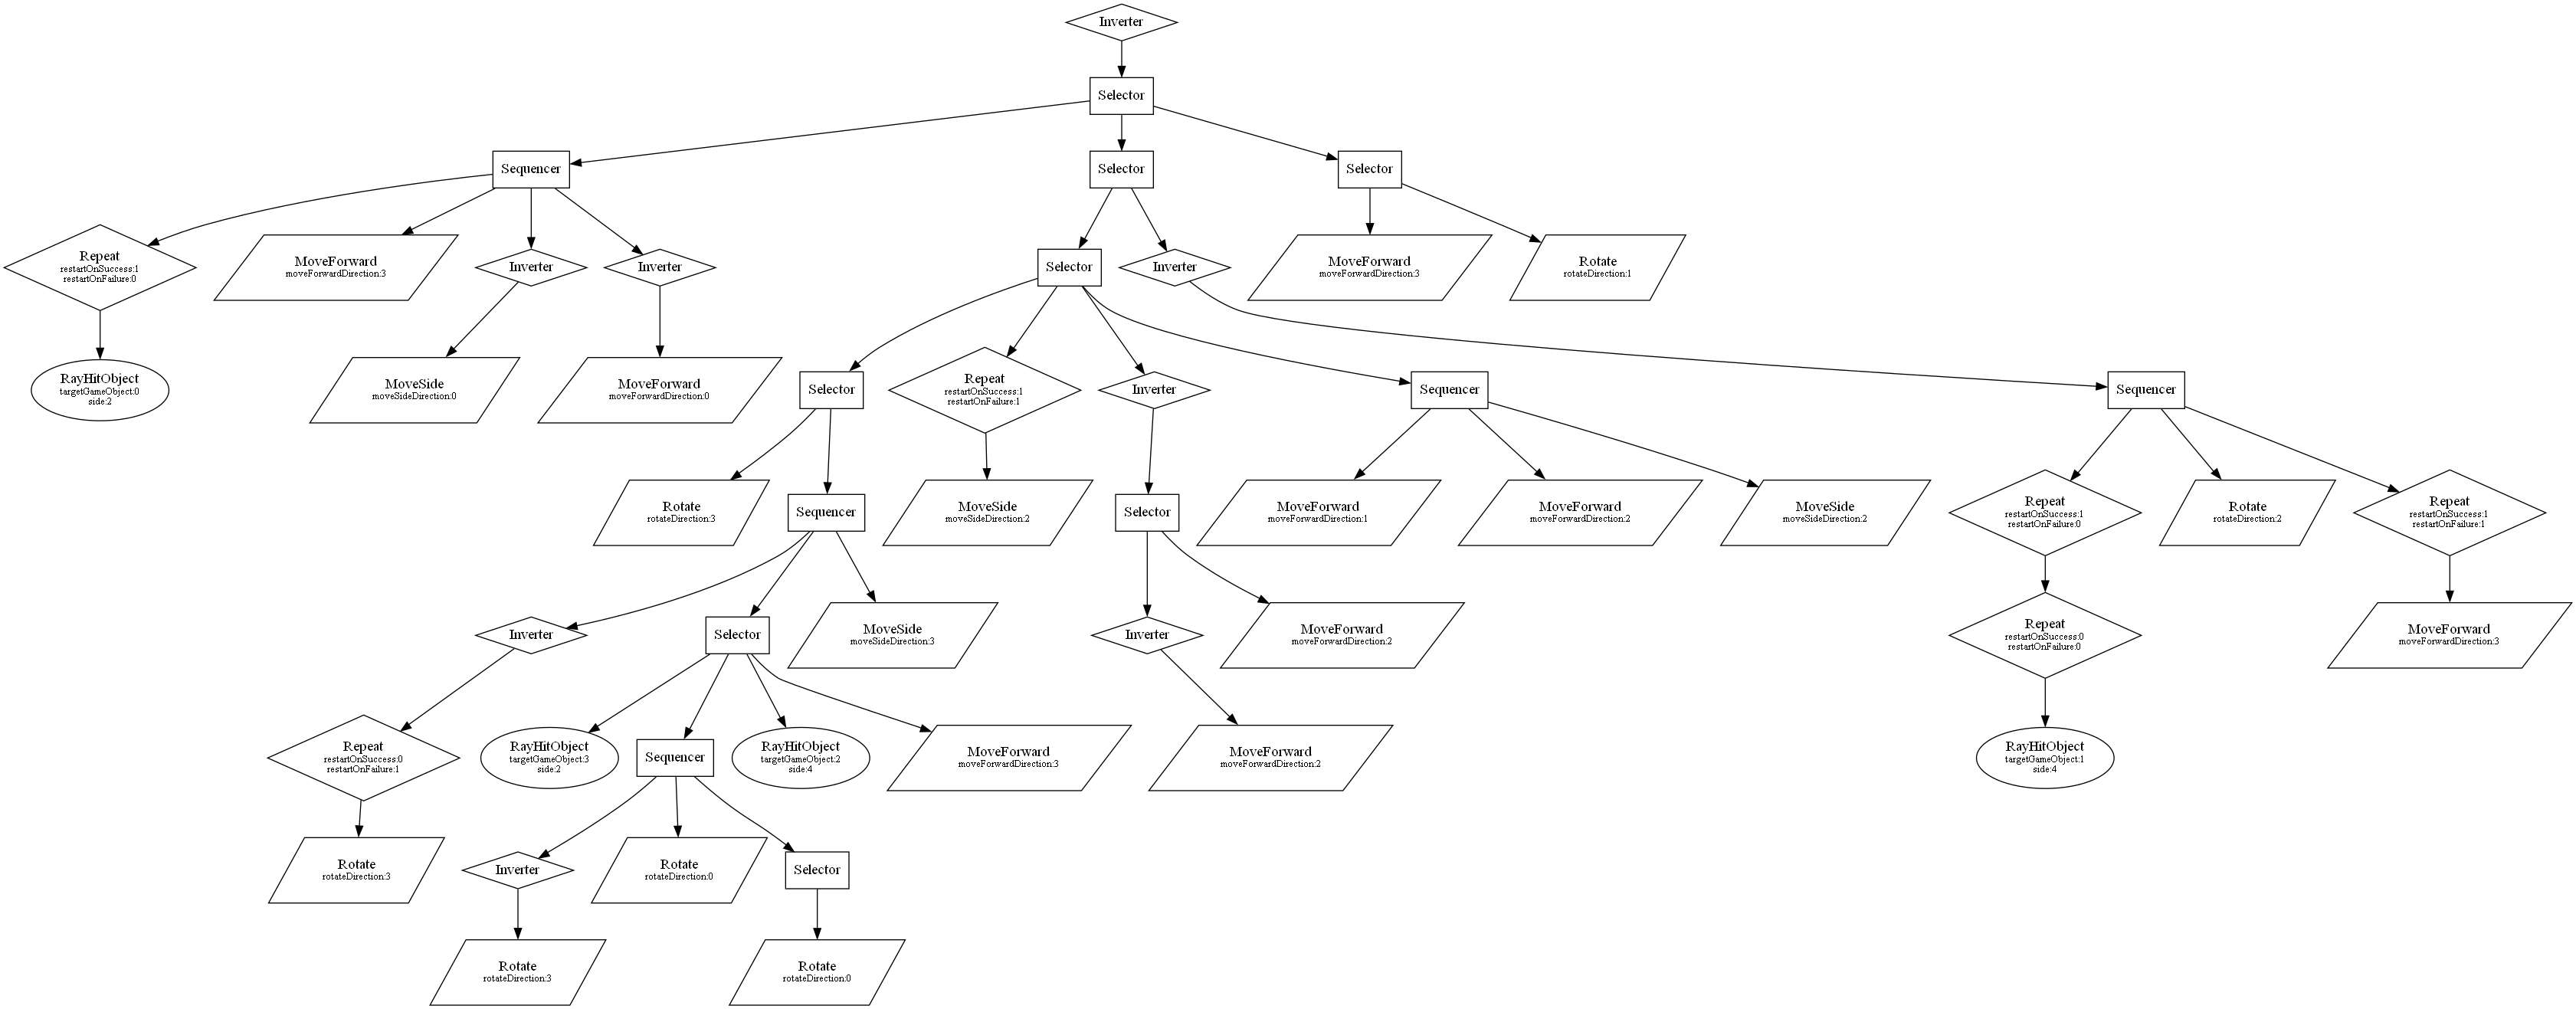 Inverter
Selector
Sequencer
Selector
Selector
Repeat
restartOnSuccess:1
restartOnFailure:0
MoveForward
moveForwardDirection:3
Inverter
Inverter
Selector
Inverter
MoveForward
moveForwardDirection:3
Rotate
rotateDirection:1
RayHitObject
targetGameObject:0
side:2
MoveSide
moveSideDirection:0
MoveForward
moveForwardDirection:0
Selector
Repeat
restartOnSuccess:1
restartOnFailure:1
Inverter
Sequencer
Sequencer
Rotate
rotateDirection:3
Sequencer
MoveSide
moveSideDirection:2
Selector
MoveForward
moveForwardDirection:1
MoveForward
moveForwardDirection:2
MoveSide
moveSideDirection:2
Repeat
restartOnSuccess:1
restartOnFailure:0
Rotate
rotateDirection:2
Repeat
restartOnSuccess:1
restartOnFailure:1
Inverter
Selector
MoveSide
moveSideDirection:3
Inverter
MoveForward
moveForwardDirection:2
Repeat
restartOnSuccess:0
restartOnFailure:0
MoveForward
moveForwardDirection:3
Repeat
restartOnSuccess:0
restartOnFailure:1
RayHitObject
targetGameObject:3
side:2
Sequencer
RayHitObject
targetGameObject:2
side:4
MoveForward
moveForwardDirection:3
MoveForward
moveForwardDirection:2
RayHitObject
targetGameObject:1
side:4
Rotate
rotateDirection:3
Inverter
Rotate
rotateDirection:0
Selector
Rotate
rotateDirection:3
Rotate
rotateDirection:0